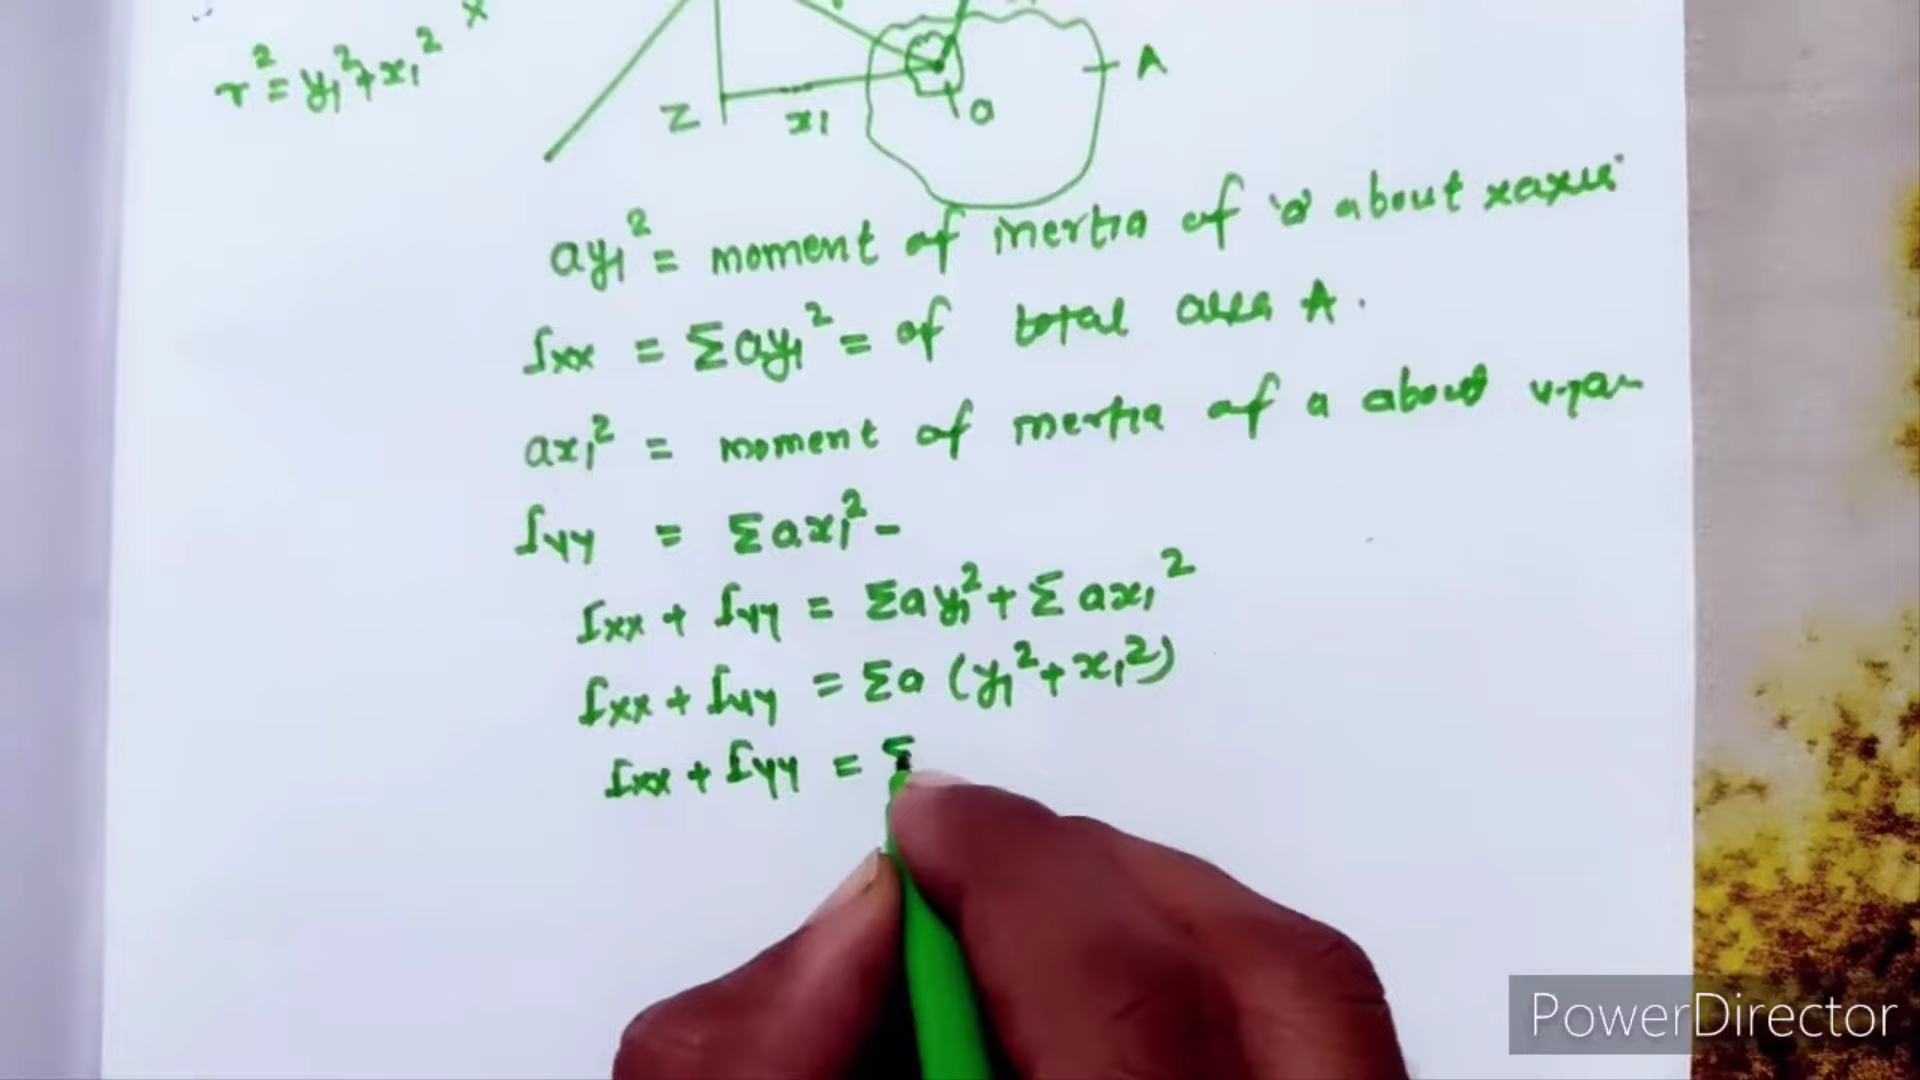 r² = y₁² + x₁²
x
Z
x₁
a
A
ay₁² = moment of inertia of 'a' about x axis
Ixx = Σay₁² = of total area A.
ax₁² = moment of inertia of a about
Iyy = Σax₁² -
Ixx + Iyy = Σay₁² + Σax₁²
Ixx + Iyy = Σa (y₁² + x₁²)
Ixx + Iyy = Σ
PowerDirector